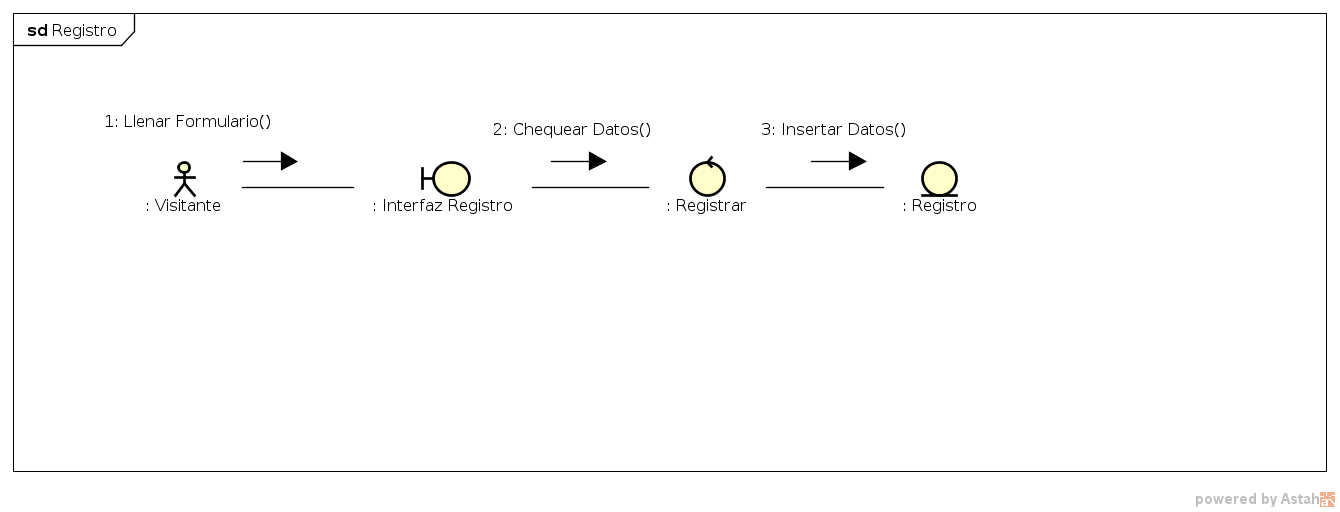 sd Registro
1: Llenar Formulario()
2: Chequear Datos()
3: Insertar Datos()
: Visitante
: Interfaz Registro
: Registrar
: Registro
powered by Astah